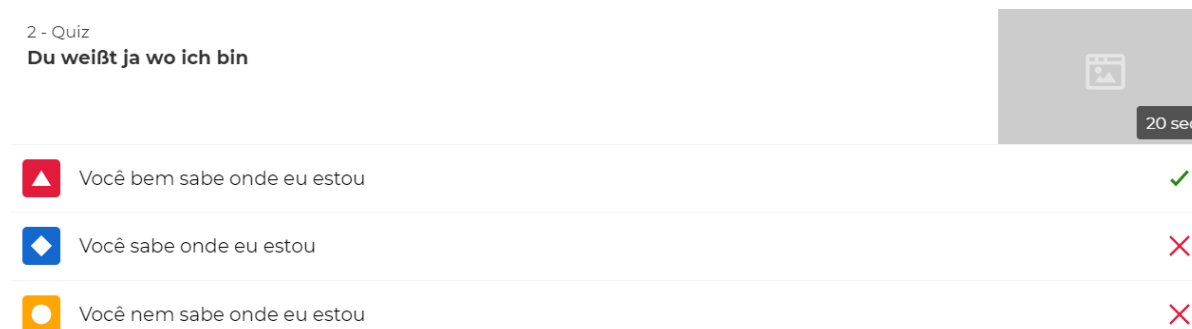 2 - Quiz
Du weißt ja wo ich bin
20 sec
Você bem sabe onde eu estou
Você sabe onde eu estou
Você nem sabe onde eu estou